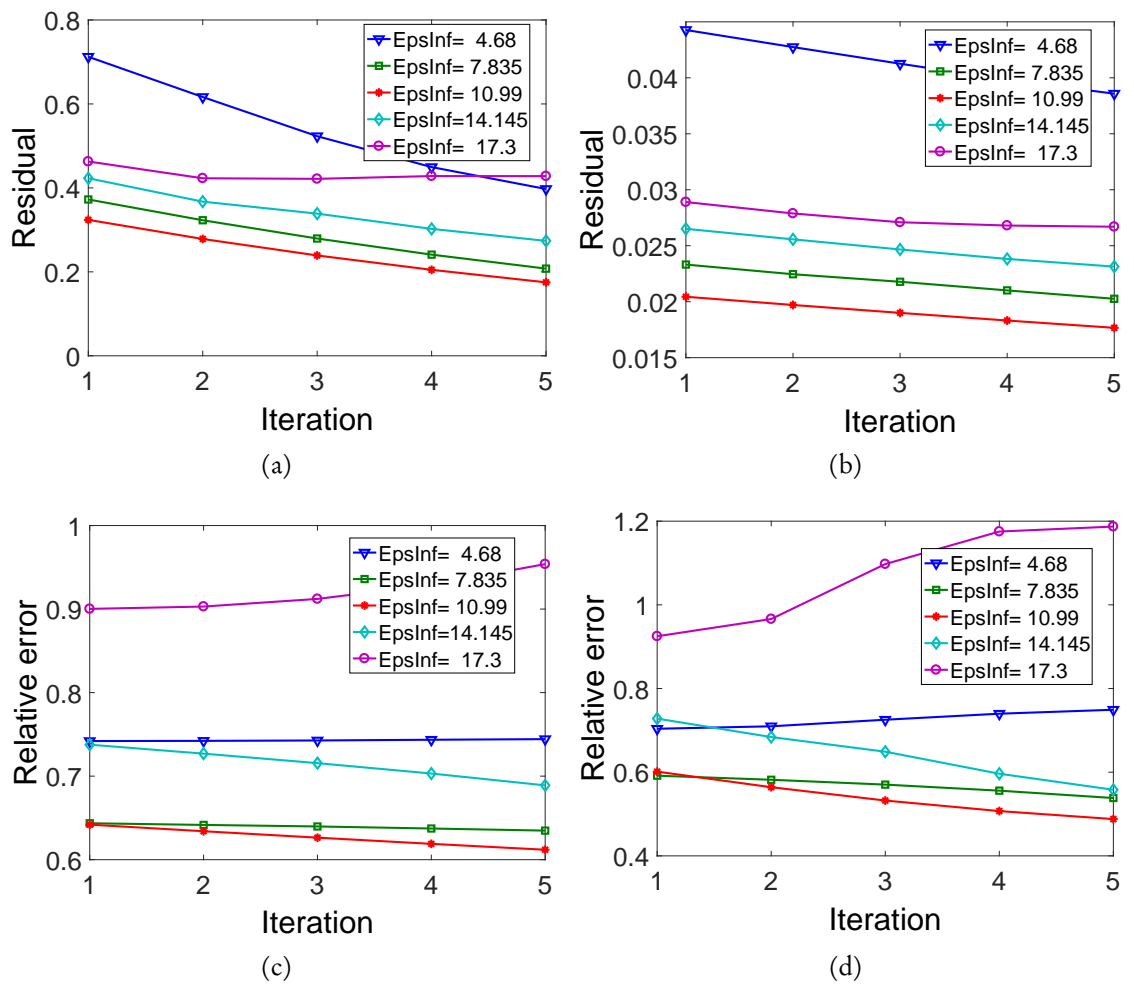 0.8
0.6
0.4
0.2
0
Residual
EpsInf=  4.68
EpsInf= 7.835
EpsInf= 10.99
EpsInf=14.145
EpsInf=  17.3
1 2 3 4 5
Iteration
(a)
0.04
0.035
0.03
0.025
0.02
0.015
Residual
EpsInf=  4.68
EpsInf= 7.835
EpsInf= 10.99
EpsInf=14.145
EpsInf=  17.3
1 2 3 4 5
Iteration
(b)
1
0.9
0.8
0.7
0.6
Relative error
EpsInf=  4.68
EpsInf= 7.835
EpsInf= 10.99
EpsInf=14.145
EpsInf=  17.3
1 2 3 4 5
Iteration
(c)
1.2
1
0.8
0.6
0.4
Relative error
EpsInf=  4.68
EpsInf= 7.835
EpsInf= 10.99
EpsInf= 14.145
EpsInf= 17.3
1 2 3 4 5
Iteration
(d)